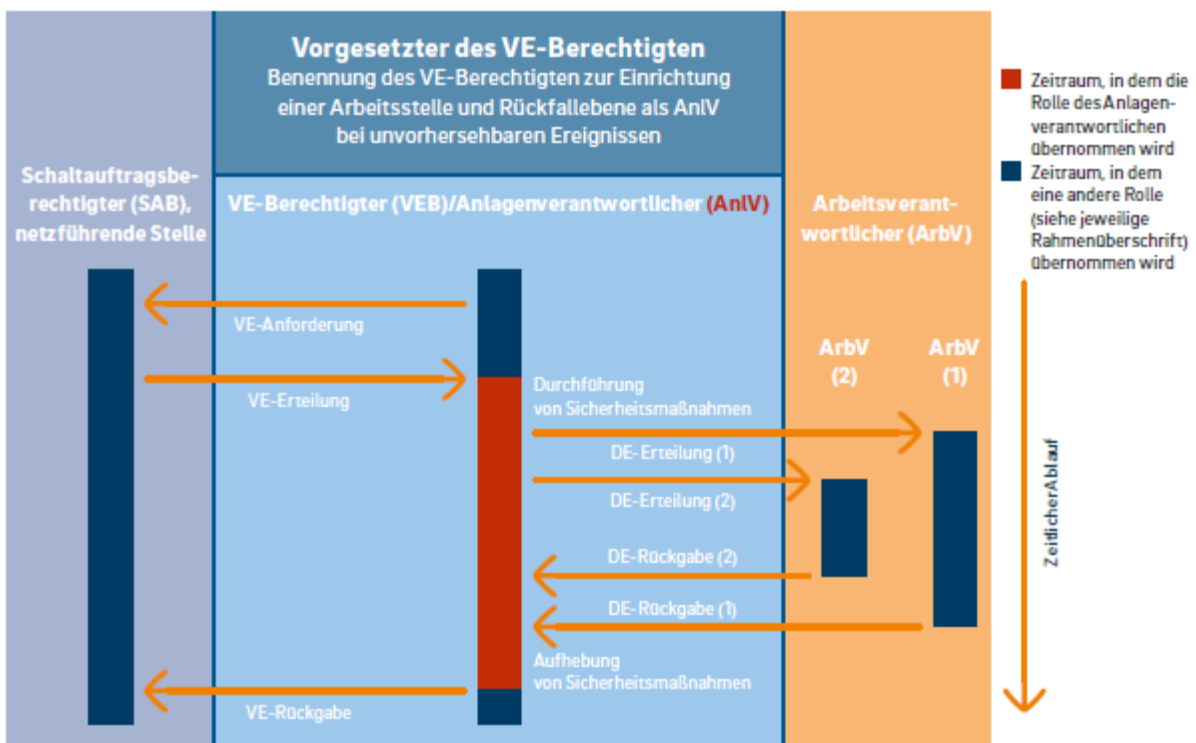 Vorgesetzter des VE-Berechtigten
Benennung des VE-Berechtigten zur Einrichtung
einer Arbeitsstelle und Rückfallebene als AnlV
bei unvorhersehbaren Ereignissen
Schaltauftragsbe-
rechtigter (SAB),
netzführende Stelle
VE-Berechtigter (VEB)/Anlagenverantwortlicher (AnlV)
Arbeitsverant-
wortlicher (ArbV)
VE-Anforderung
VE-Erteilung
Durchführung
von Sicherheitsmaßnahmen
DE-Erteilung (1)
DE-Erteilung (2)
DE-Rückgabe (2)
DE-Rückgabe (1)
Aufhebung
von Sicherheitsmaßnahmen
VE-Rückgabe
ArbV
(2)
ArbV
(1)
Zeitraum, in dem die
Rolle des Anlagen-
verantwortlichen
übernommen wird
Zeitraum, in dem
eine andere Rolle
(siehe jeweilige
Rahmenüberschrift)
übernommen wird
Zeitlicher Ablauf